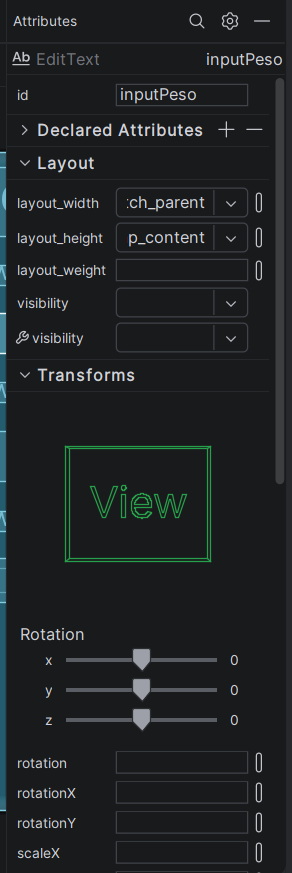 Attributes
Ab EditText inputPeso
id inputPeso
Declared Attributes
Layout
layout_width :ch_parent
layout_height p_content
layout_weight
visibility
visibility
Transforms
View
Rotation
x 0
y 0
z 0
rotation
rotationX
rotationY
scaleX